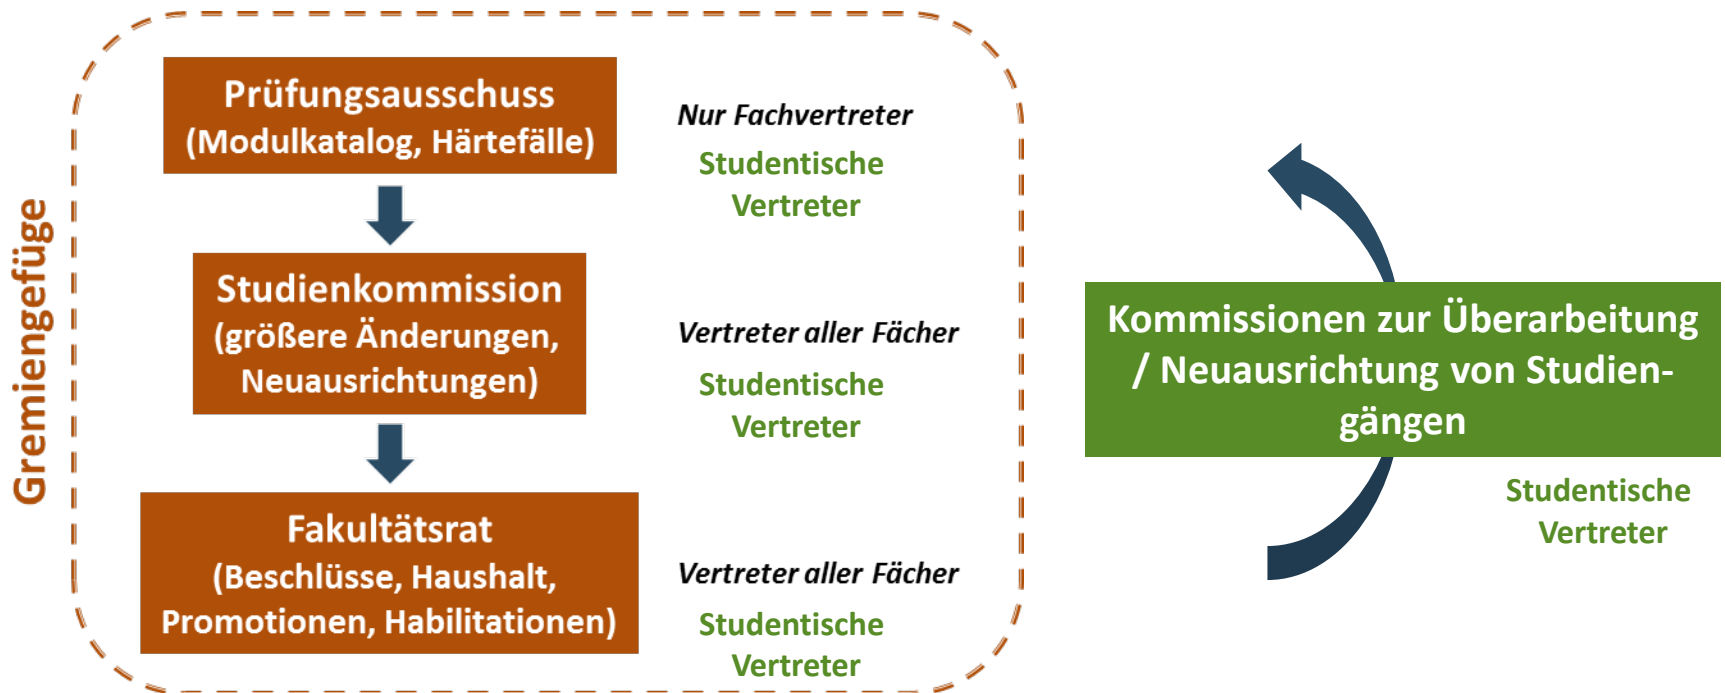 Gremiengefüge
Prüfungsausschuss
(Modulkatalog, Härtefälle)
Nur Fachvertreter
Studentische
Vertreter
Studienkommission
(größere Änderungen,
Neuausrichtungen)
Vertreter aller Fächer
Studentische
Vertreter
Fakultätsrat
(Beschlüsse, Haushalt,
Promotionen, Habilitationen)
Vertreter aller Fächer
Studentische
Vertreter
Kommissionen zur Überarbeitung
/ Neuausrichtung von Studien-
gängen
Studentische
Vertreter